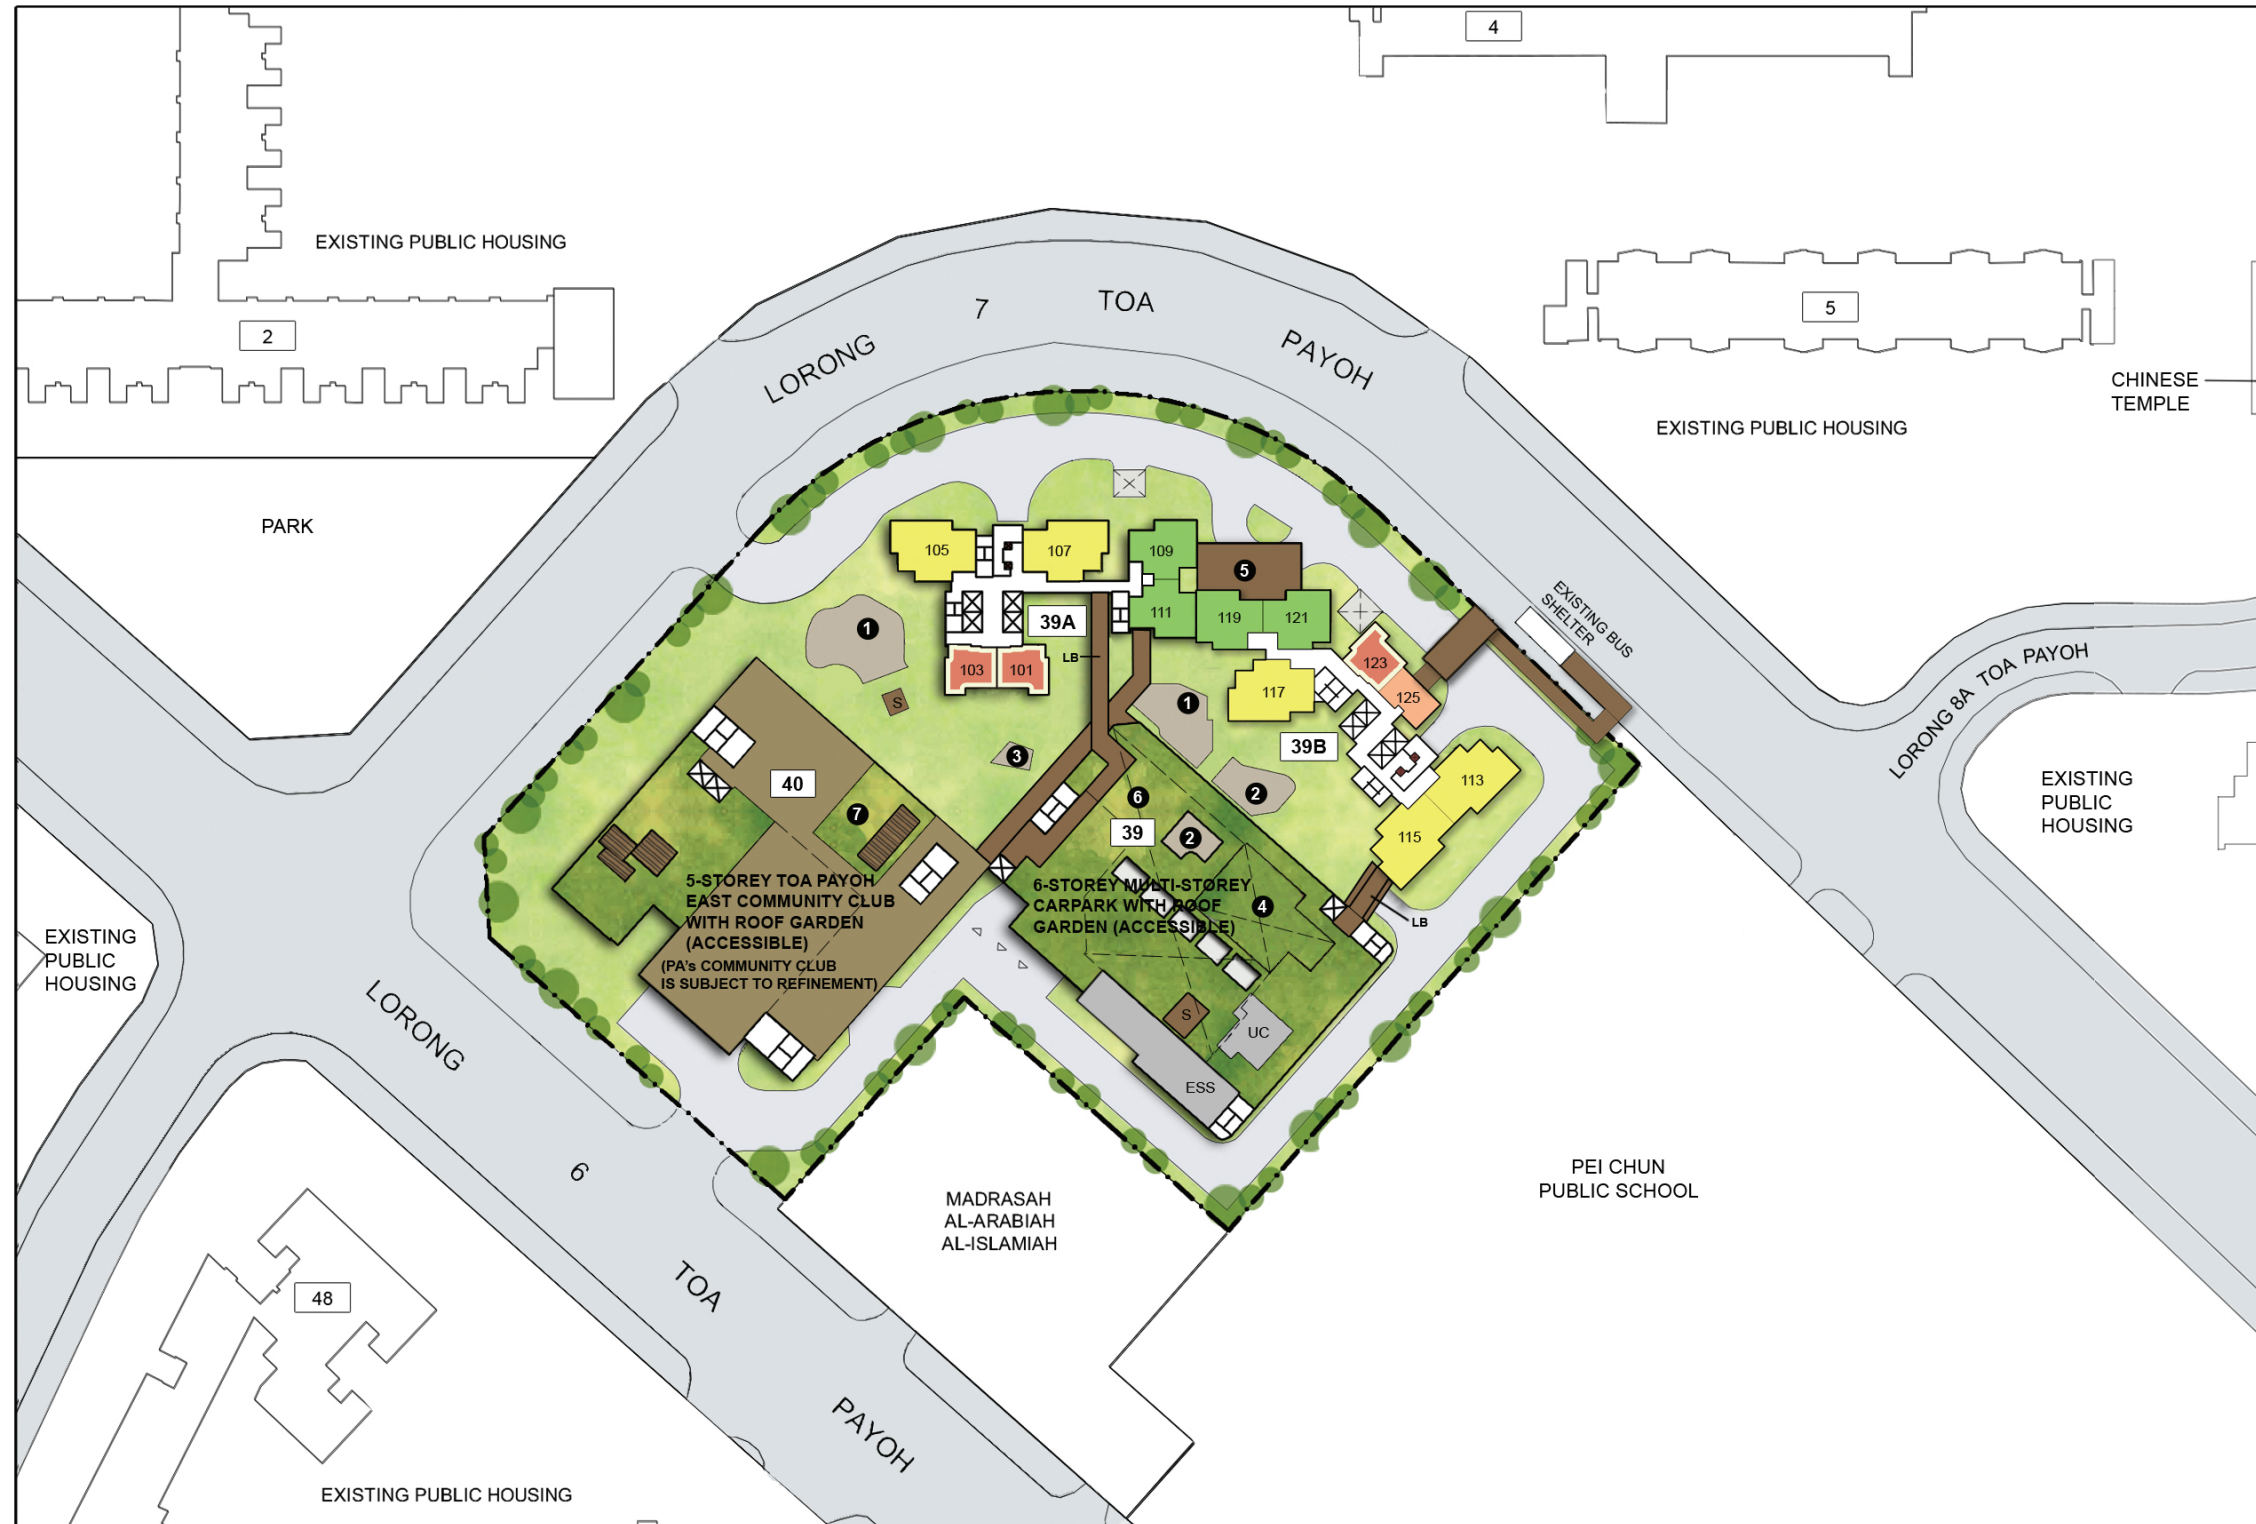 4
EXISTING PUBLIC HOUSING
2
7
TOA
LORONG
PAYOH
5
CHINESE
TEMPLE
EXISTING PUBLIC HOUSING
PARK
105
107
109
5
111
119
121
39A
LB
103
101
1
S
3
123
125
117
1
39B
2
113
115
EXISTING BUS
SHELTER
LORONG 8A TOA PAYOH
EXISTING
PUBLIC
HOUSING
40
7
5-STOREY TOA PAYOH
EAST COMMUNITY CLUB
WITH ROOF GARDEN
(ACCESSIBLE)
(PA's COMMUNITY CLUB
IS SUBJECT TO REFINEMENT)
6
39
2
6-STOREY MULTI-STOREY
CARPARK WITH ROOF
GARDEN (ACCESSIBLE)
4
LB
S
UC
ESS
EXISTING
PUBLIC
HOUSING
LORONG
6
TOA
PAYOH
MADRASAH
AL-ARABIAH
AL-ISLAMIAH
PEI CHUN
PUBLIC SCHOOL
48
EXISTING PUBLIC HOUSING